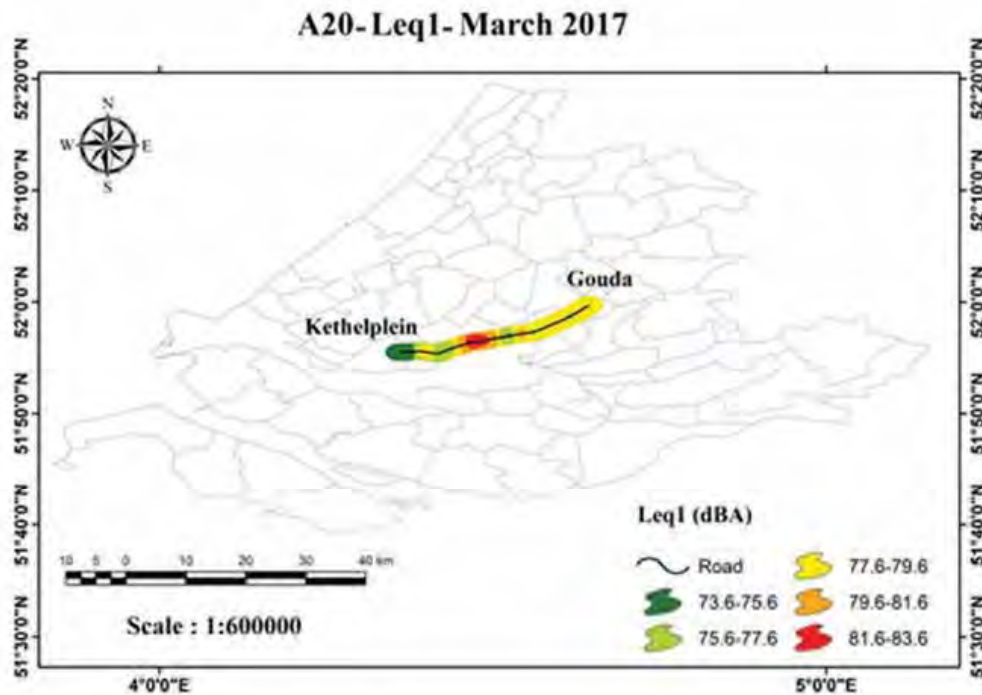 A20- Leq1- March 2017
N
W E
S
52°20'0"N
52°10'0"N
52°0'0"N
51°50'0"N
51°40'0"N
51°30'0"N
52°20'0"N
52°10'0"N
52°0'0"N
51°50'0"N
51°40'0"N
51°30'0"N
Gouda
Kethelplein
10 5 0 10 20 30 40 km
Scale : 1:600000
Leq1 (dBA)
Road
73.6-75.6
75.6-77.6
77.6-79.6
79.6-81.6
81.6-83.6
4°0'0"E 5°0'0"E